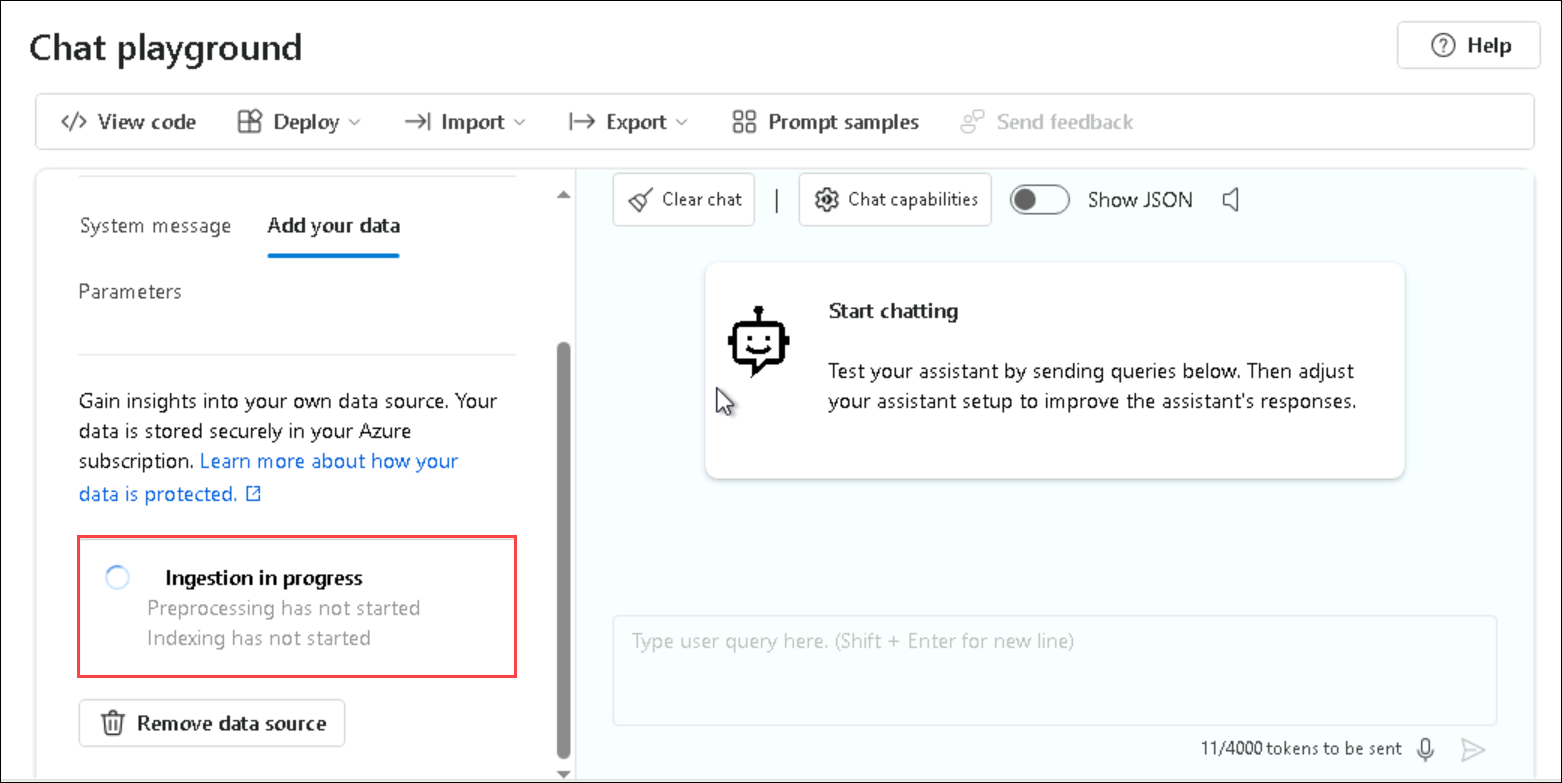 Chat playground
Help
View code
Deploy
Import
Export
Prompt samples
Send feedback
System message
Add your data
Parameters
Gain insights into your own data source. Your
data is stored securely in your Azure
subscription. Learn more about how your
data is protected.
Ingestion in progress
Preprocessing has not started
Indexing has not started
Remove data source
Clear chat
Chat capabilities
Show JSON
Start chatting
Test your assistant by sending queries below. Then adjust
your assistant setup to improve the assistant's responses.
Type user query here. (Shift + Enter for new line)
11/4000 tokens to be sent